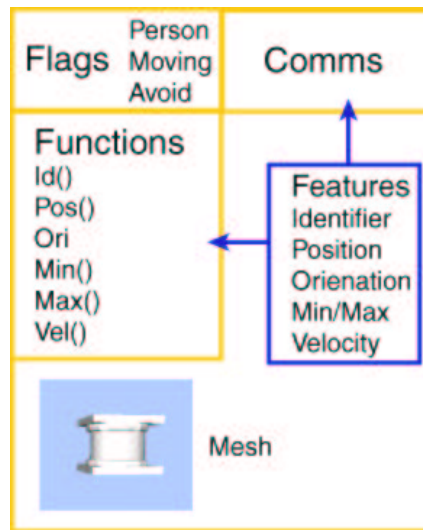 Flags
Person
Moving
Avoid
Comms
Functions
Id()
Pos()
Ori
Min()
Max()
Vel()
Features
Identifier
Position
Orienation
Min/Max
Velocity
Mesh